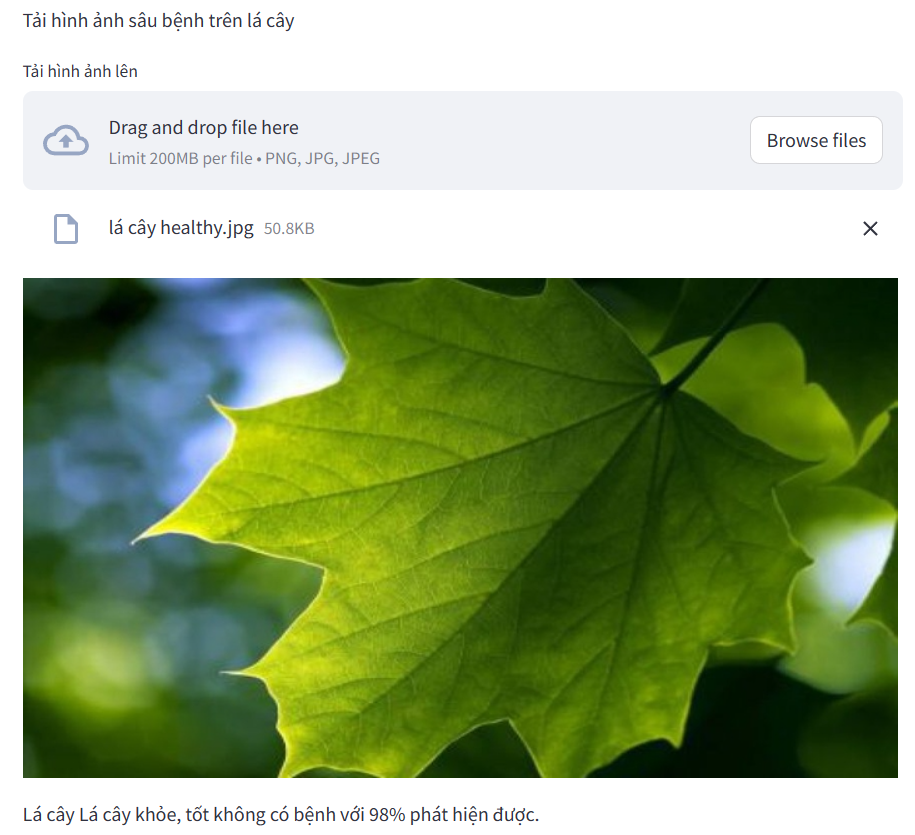 Tải hình ảnh sâu bệnh trên lá cây
Tải hình ảnh lên
Drag and drop file here
Limit 200MB per file • PNG, JPG, JPEG
Browse files
lá cây healthy.jpg 50.8KB
Lá cây Lá cây khỏe, tốt không có bệnh với 98% phát hiện được.